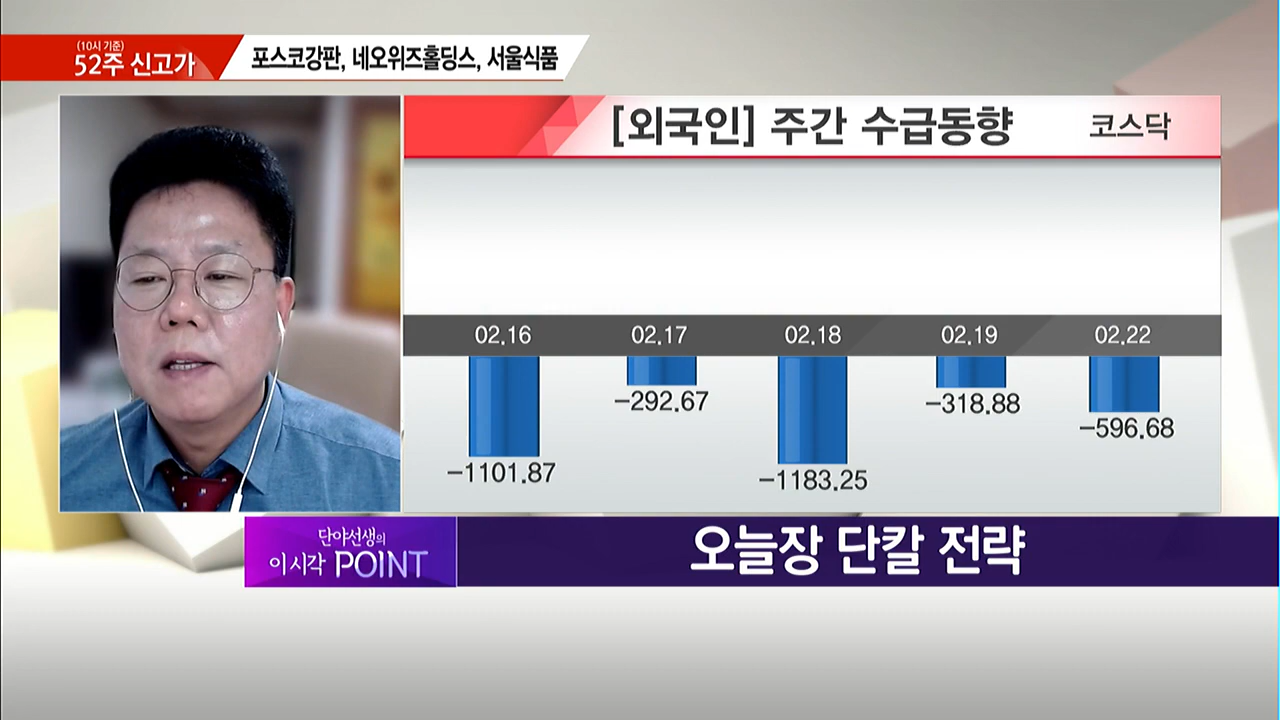 (10시 기준)
52주 신고가
포스코강판, 네오위즈홀딩스, 서울식품
[외국인] 주간 수급동향
코스닥
02.16 02.17 02.18 02.19 02.22
-1101.87 -292.67 -1183.25 -318.88 -596.68
단야선생의
이 시각 POINT
오늘장 단칼 전략